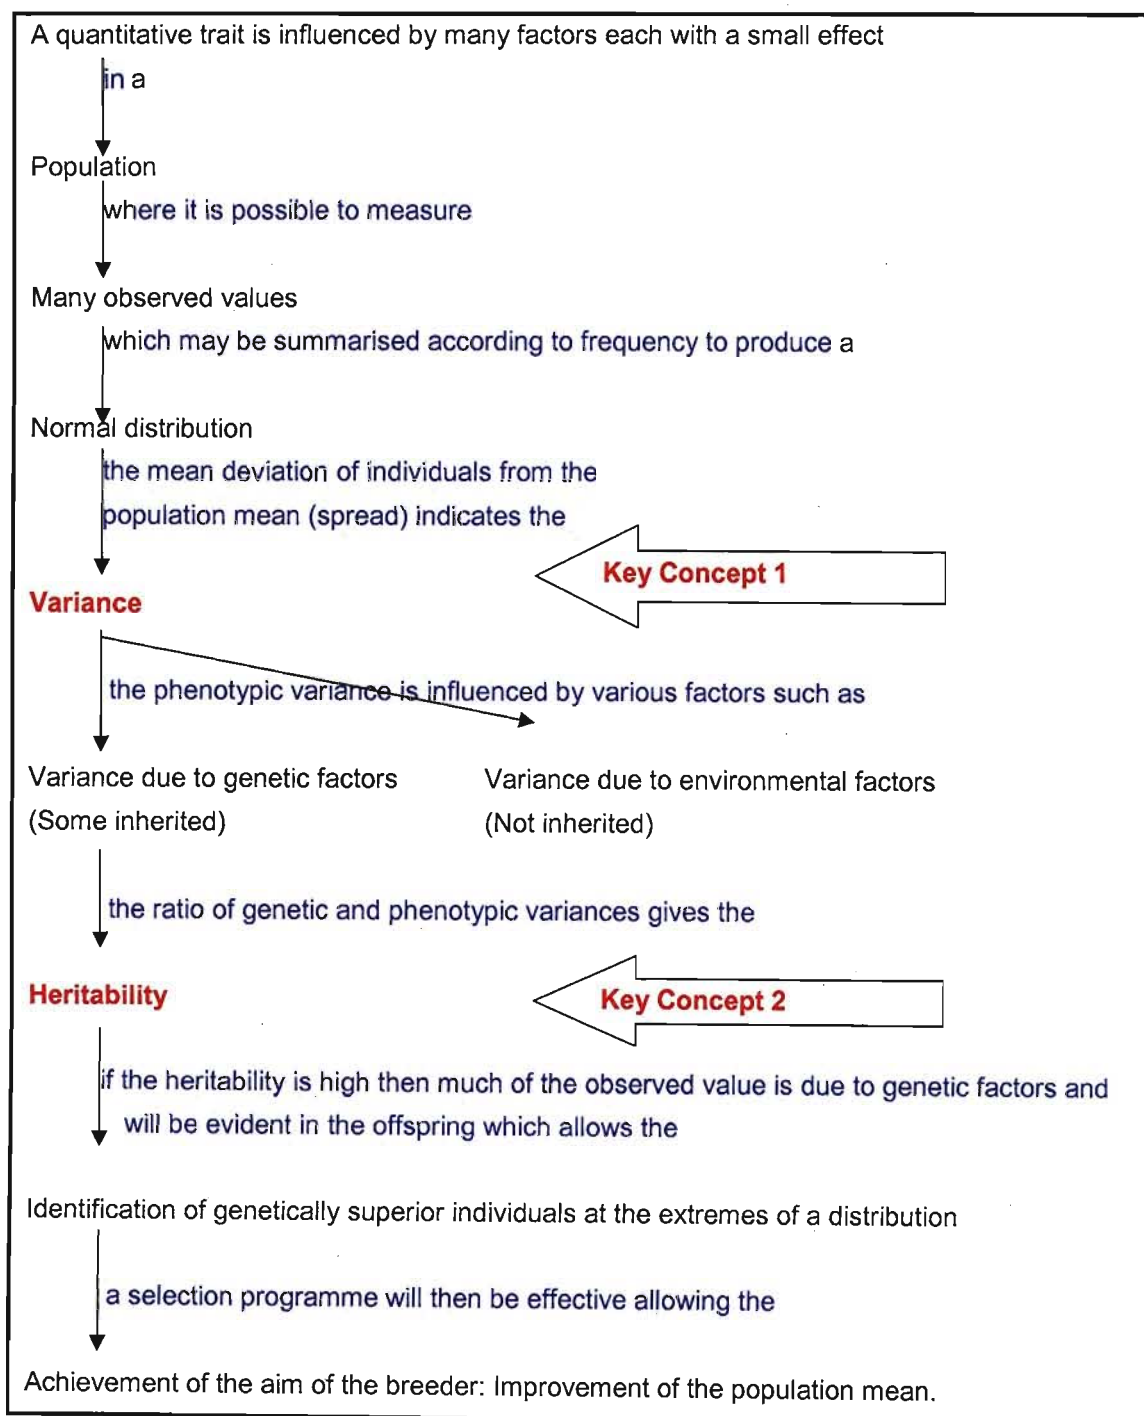 A quantitative trait is influenced by many factors each with a small effect
in a
Population
where it is possible to measure
Many observed values
which may be summarised according to frequency to produce a
Normal distribution
the mean deviation of individuals from the
population mean (spread) indicates the
Key Concept 1
Variance
the phenotypic variance is influenced by various factors such as
Variance due to genetic factors
(Some inherited)
Variance due to environmental factors
(Not inherited)
the ratio of genetic and phenotypic variances gives the
Heritability
Key Concept 2
if the heritability is high then much of the observed value is due to genetic factors and
will be evident in the offspring which allows the
Identification of genetically superior individuals at the extremes of a distribution
a selection programme will then be effective allowing the
Achievement of the aim of the breeder: Improvement of the population mean.